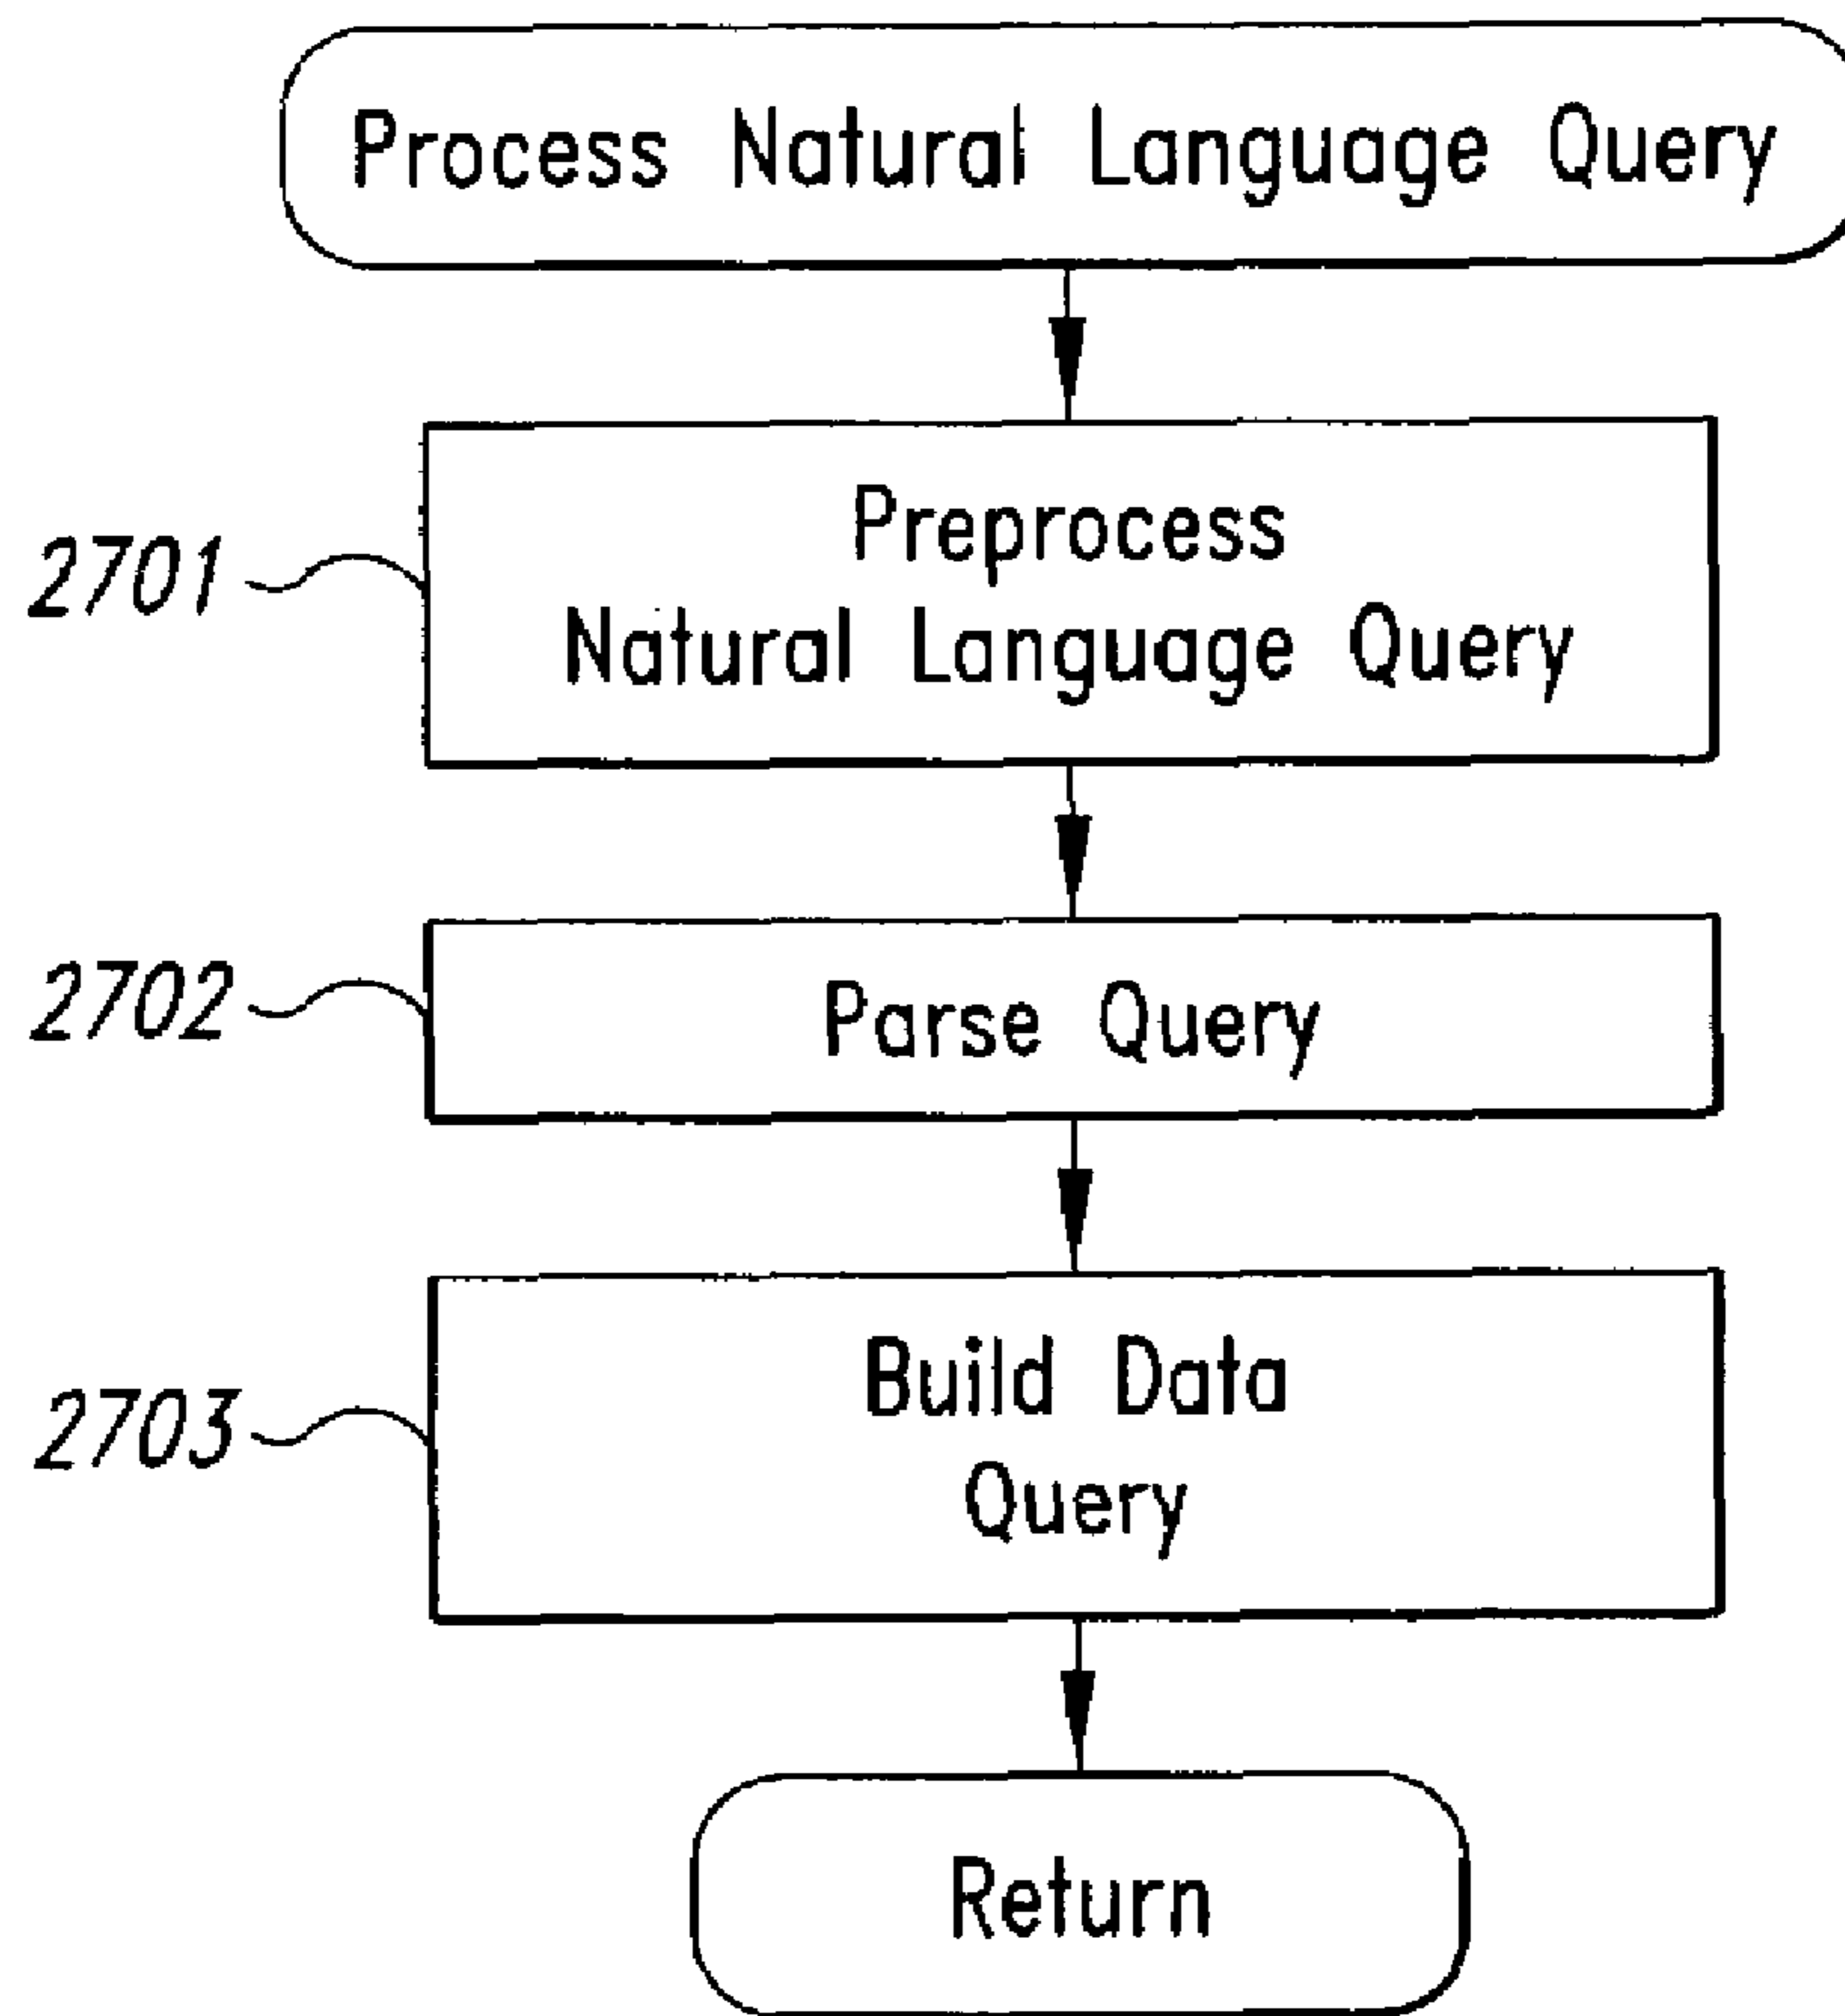 Process Natural Language Query
2701
Preprocess
Natural Language Query
2702
Parse Query
2703
Build Data
Query
Return